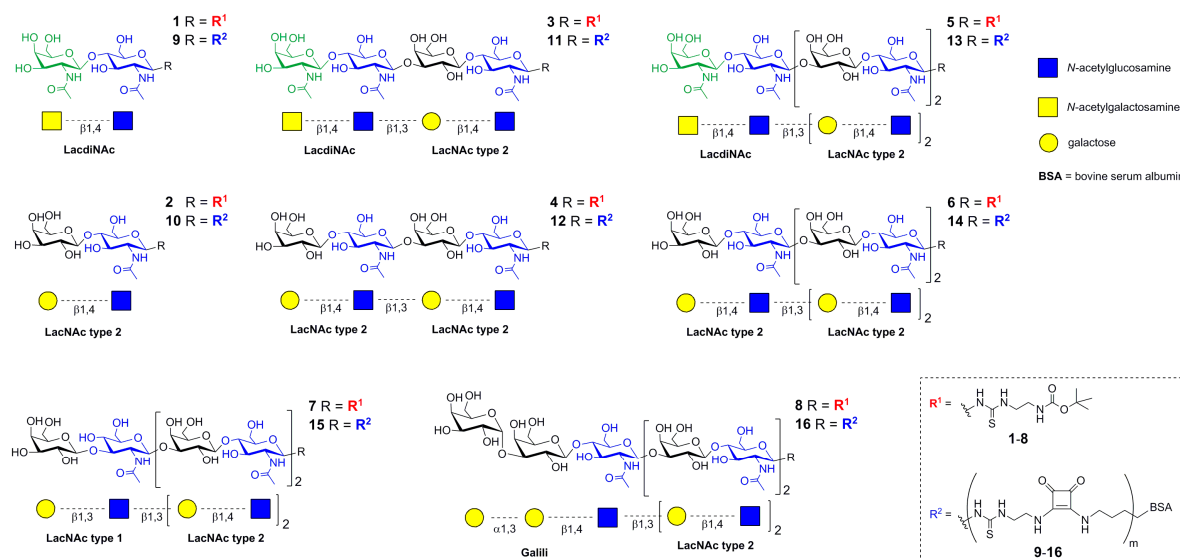 1 R = R¹
9 R = R²
3 R = R¹
11 R = R²
5 R = R¹
13 R = R²
β1,4
LacdiNAc
β1,4
β1,3
β1,4
LacdiNAc
LacNAc type 2
β1,4
β1,3
β1,4
2
LacdiNAc
LacNAc type 2
N-acetylglucosamine
N-acetylgalactosamine
galactose
BSA = bovine serum albumin
2 R = R¹
10 R = R²
4 R = R¹
12 R = R²
6 R = R¹
14 R = R²
β1,4
LacNAc type 2
β1,4
β1,3
β1,4
LacNAc type 2
LacNAc type 2
β1,4
β1,3
β1,4
2
LacNAc type 2
LacNAc type 2
7 R = R¹
15 R = R²
8 R = R¹
16 R = R²
β1,3
β1,3
β1,4
2
LacNAc type 1
LacNAc type 2
α1,3
β1,4
β1,3
β1,4
2
Galili
LacNAc type 2
R¹ =
1-8
R² =
BSA
m
9-16